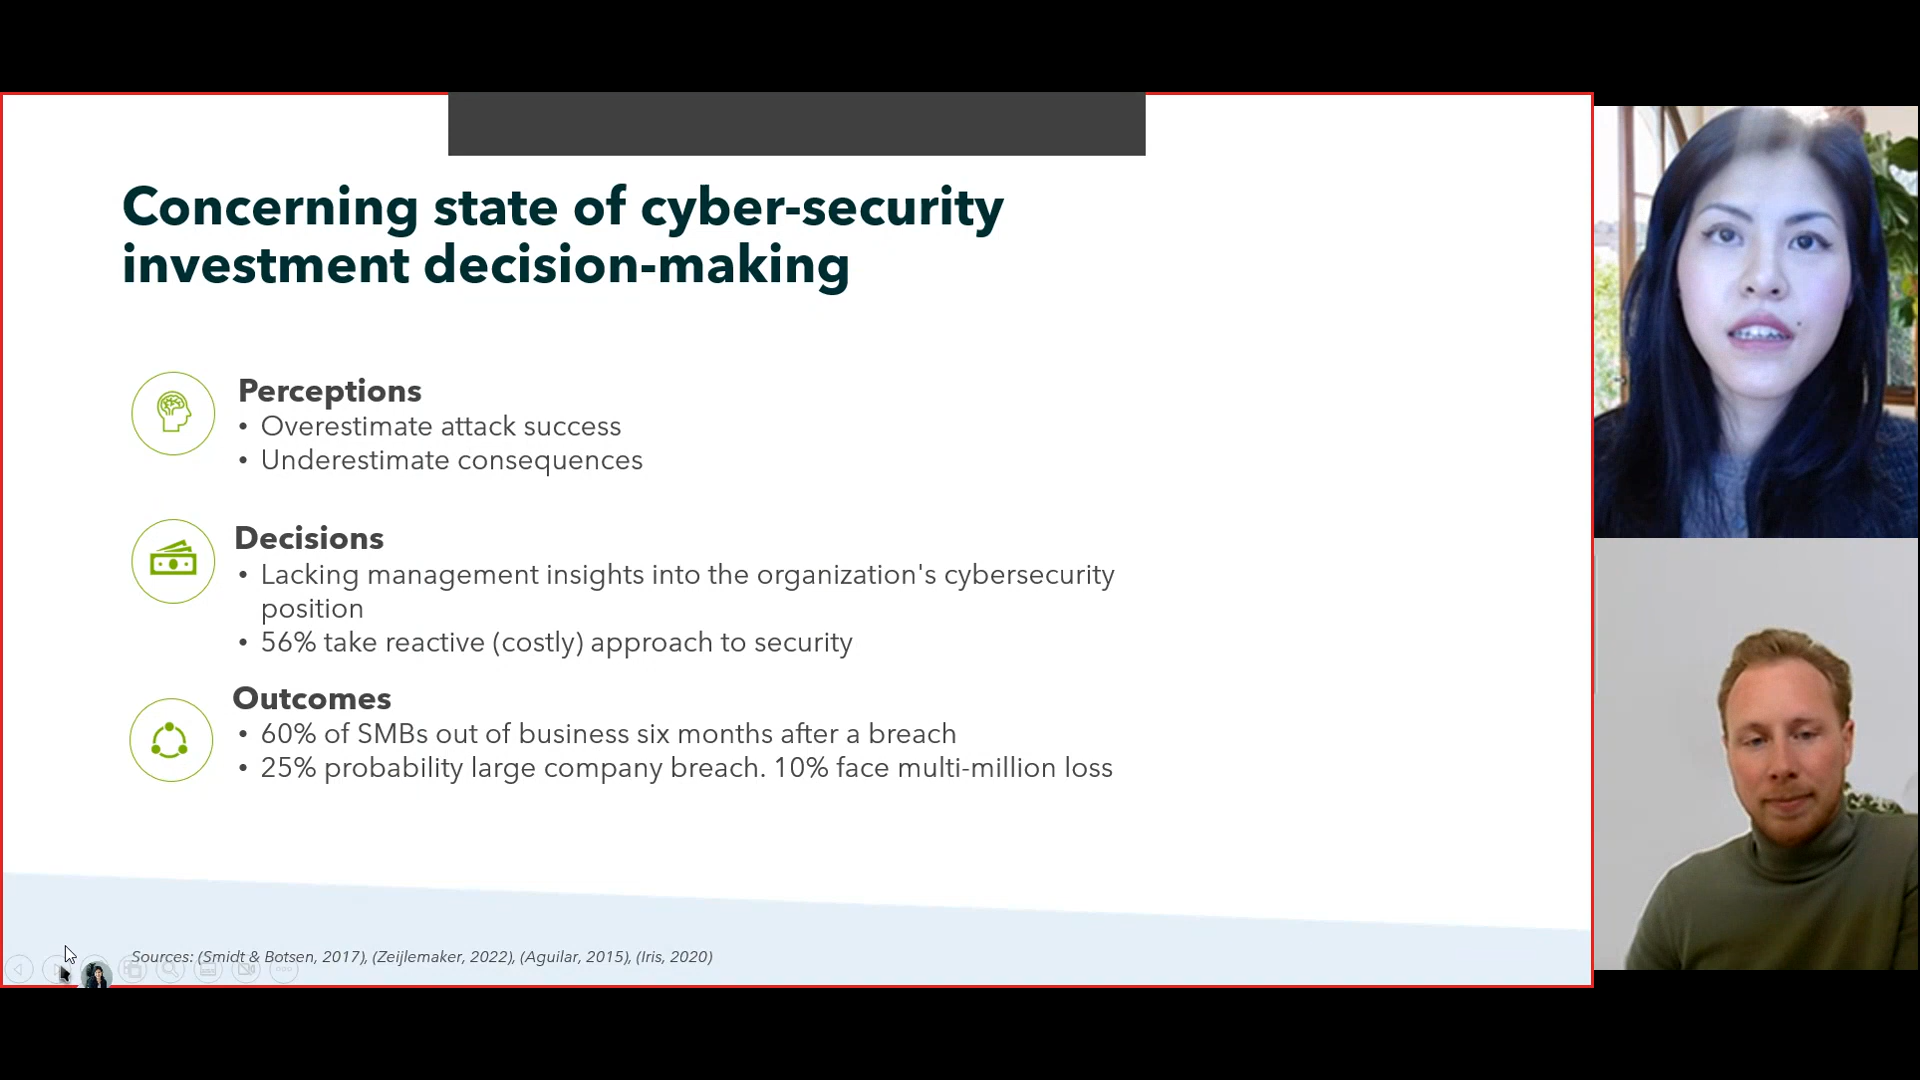 Concerning state of cyber-security
investment decision-making
Perceptions
• Overestimate attack success
• Underestimate consequences
Decisions
• Lacking management insights into the organization's cybersecurity
position
• 56% take reactive (costly) approach to security
Outcomes
• 60% of SMBs out of business six months after a breach
• 25% probability large company breach. 10% face multi-million loss
Sources: (Smidt & Botsen, 2017), (Zeijlemaker, 2022), (Aguilar, 2015), (Iris, 2020)